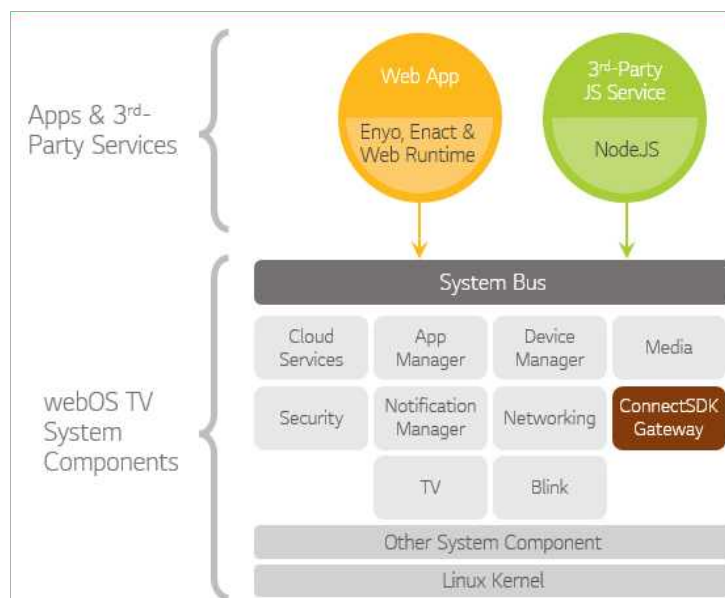 Apps & 3rd-
Party Services
Web App
Enyo, Enact &
Web Runtime
3rd-Party
JS Service
NodeJS
webOS TV
System
Components
System Bus
Cloud
Services
App
Manager
Device
Manager
Media
Security
Notification
Manager
Networking
ConnectSDK
Gateway
TV
Blink
Other System Component
Linux Kernel